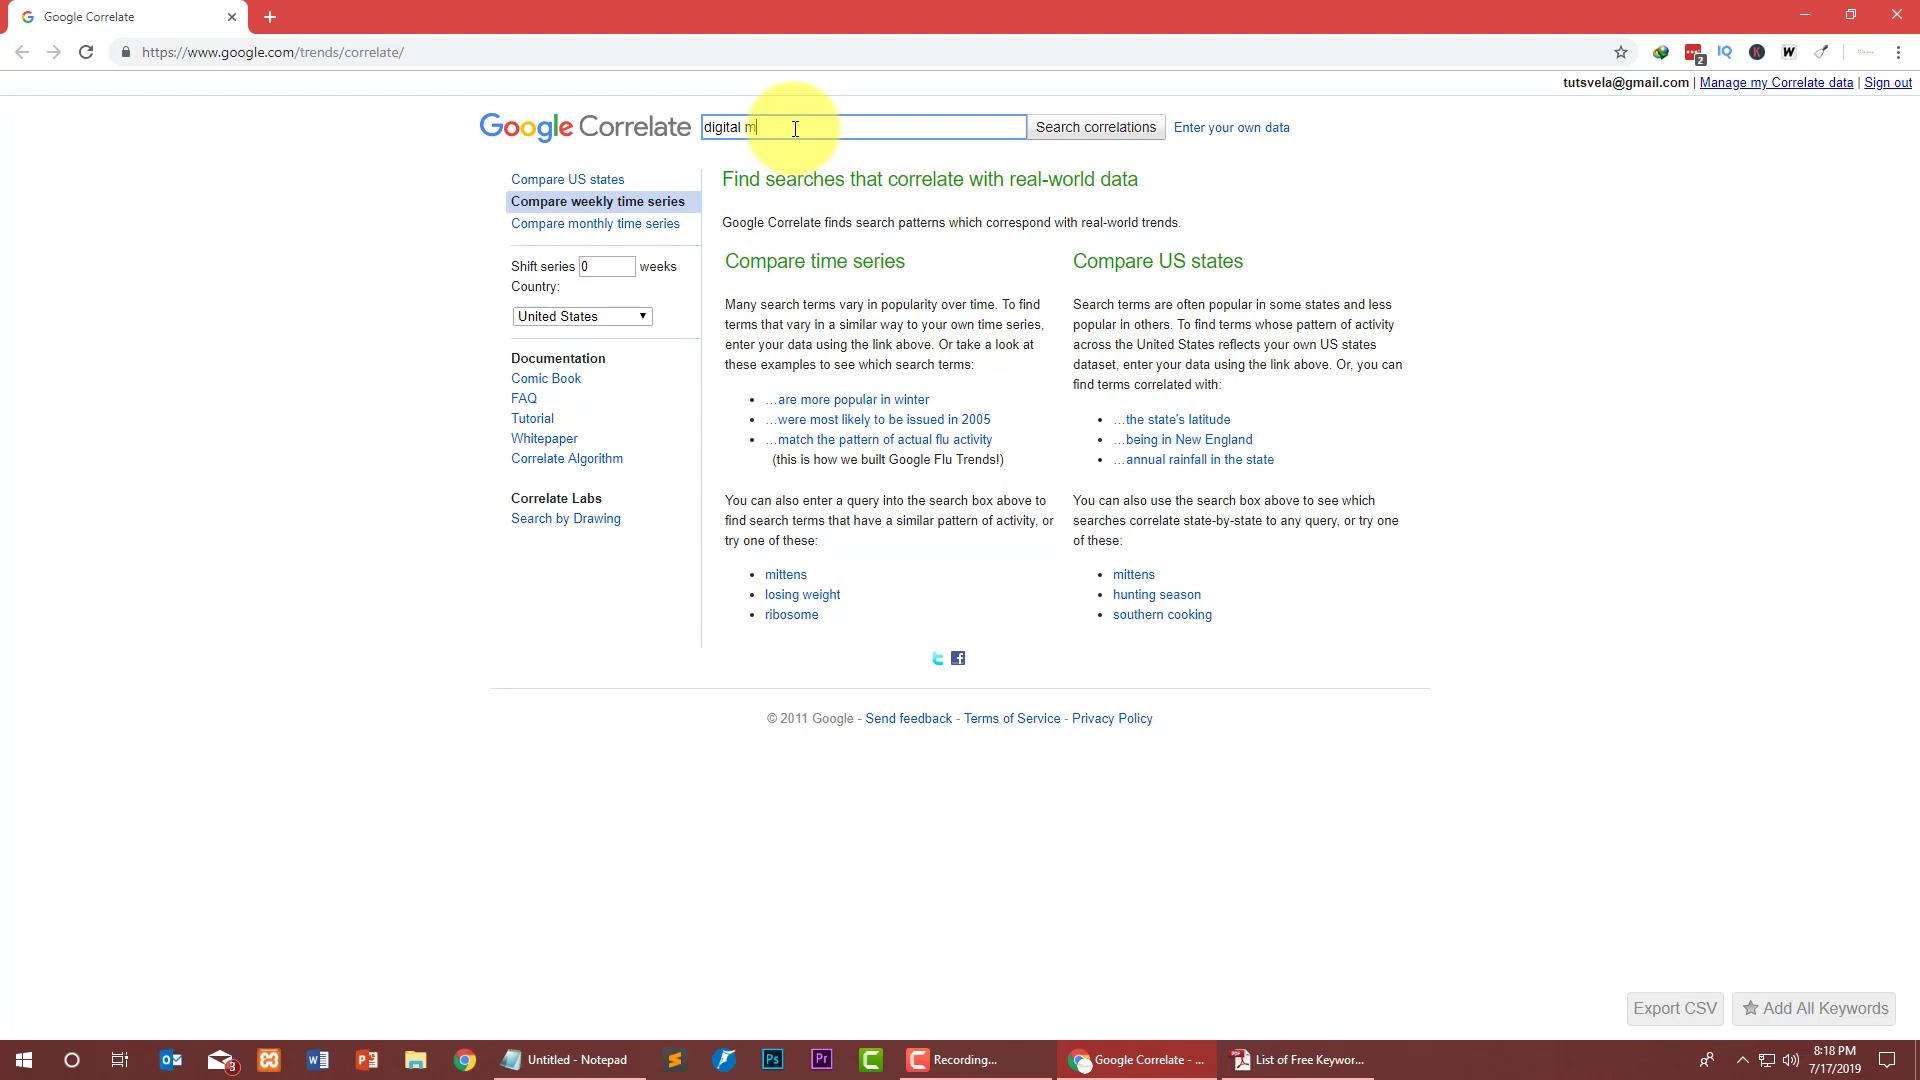 Google Correlate
https://www.google.com/trends/correlate/
2
IQ
K
W
tutsvela@gmail.com | Manage my Correlate data | Sign out
Google Correlate
digital m
Search correlations
Enter your own data
Compare US states
Compare weekly time series
Compare monthly time series
Shift series 0 weeks
Country:
United States
Documentation
Comic Book
FAQ
Tutorial
Whitepaper
Correlate Algorithm
Correlate Labs
Search by Drawing
Find searches that correlate with real-world data
Google Correlate finds search patterns which correspond with real-world trends.
Compare time series
Many search terms vary in popularity over time. To find
terms that vary in a similar way to your own time series,
enter your data using the link above. Or take a look at
these examples to see which search terms:
…are more popular in winter
…were most likely to be issued in 2005
…match the pattern of actual flu activity
(this is how we built Google Flu Trends!)
You can also enter a query into the search box above to
find search terms that have a similar pattern of activity, or
try one of these:
mittens
losing weight
ribosome
Compare US states
Search terms are often popular in some states and less
popular in others. To find terms whose pattern of activity
across the United States reflects your own US states
dataset, enter your data using the link above. Or, you can
find terms correlated with:
…the state's latitude
…being in New England
…annual rainfall in the state
You can also use the search box above to see which
searches correlate state-by-state to any query, or try one
of these:
mittens
hunting season
southern cooking
© 2011 Google - Send feedback - Terms of Service - Privacy Policy
Export CSV
Add All Keywords
3
Untitled - Notepad
Ps
Pr
Recording...
Google Correlate - ...
List of Free Keywor...
8:18 PM
7/17/2019